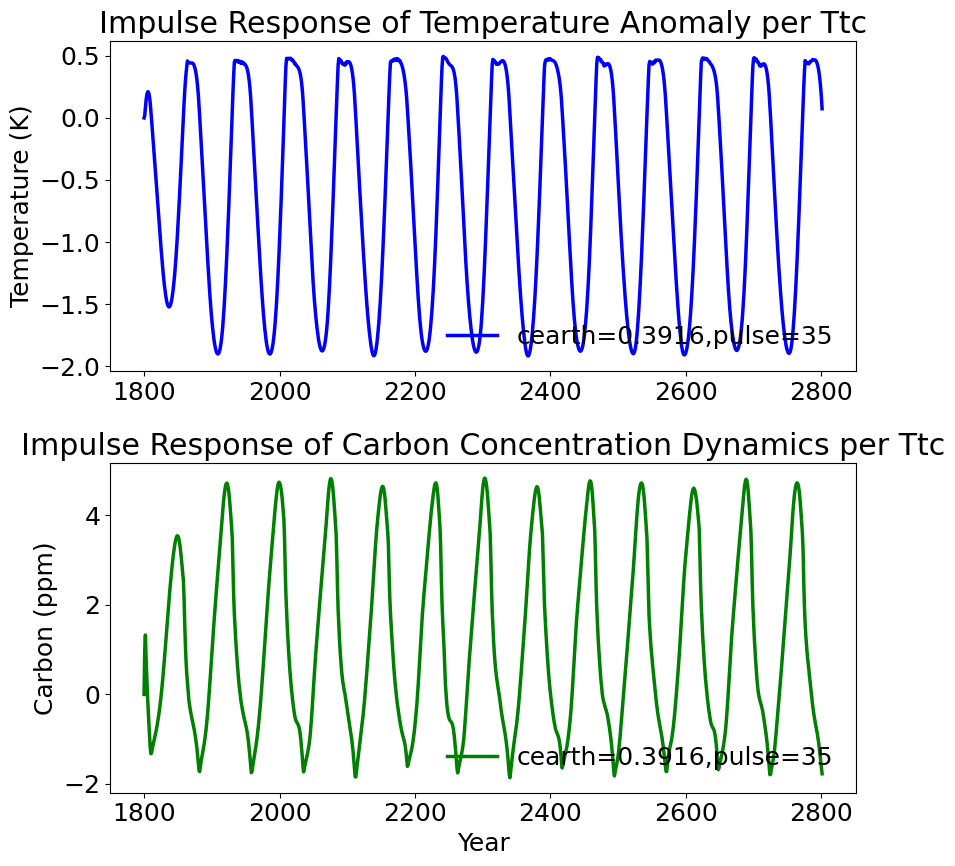 Impulse Response of Temperature Anomaly per Ttc
Temperature (K)
0.5
0.0
−0.5
−1.0
−1.5
−2.0
cearth=0.3916,pulse=35
1800 2000 2200 2400 2600 2800
Impulse Response of Carbon Concentration Dynamics per Ttc
Carbon (ppm)
4
2
0
−2
cearth=0.3916,pulse=35
1800 2000 2200 2400 2600 2800
Year